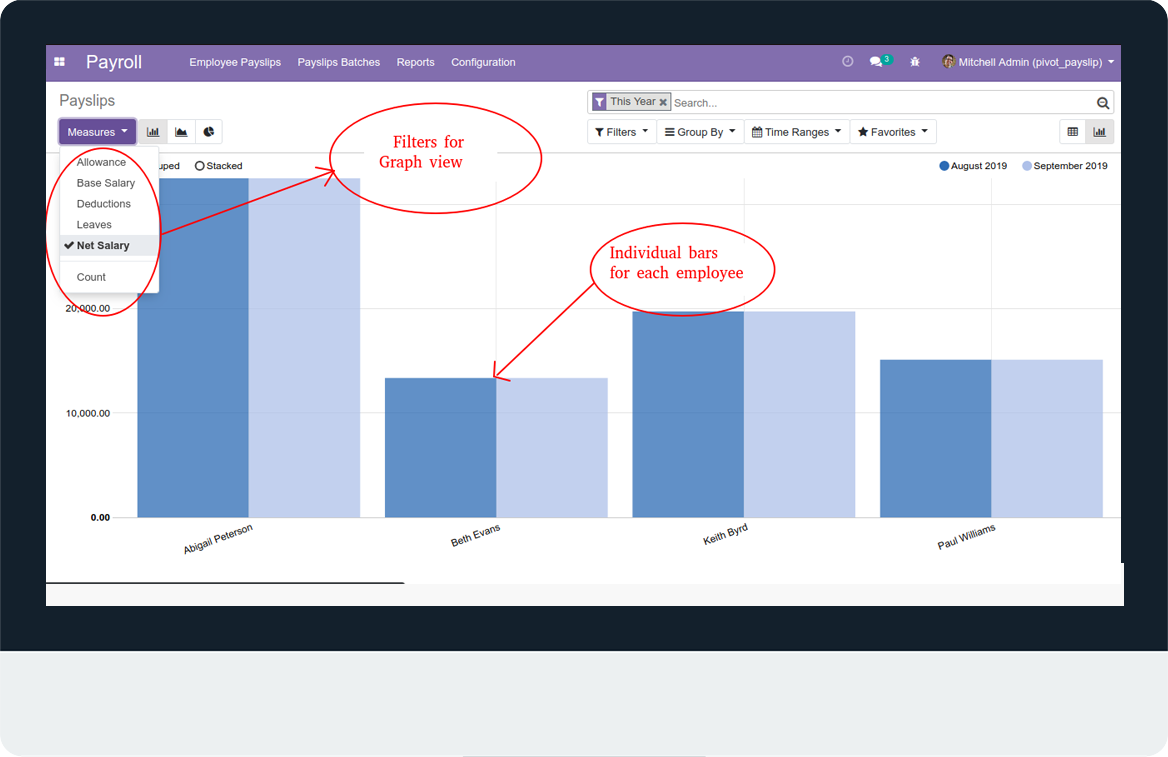 Payroll Employee Payslips Payslips Batches Reports Configuration 3 Mitchell Admin (pivot_payslip)
Payslips This Year Search...
Measures Filters Group By Time Ranges Favorites
Allowance
Base Salary
Deductions
Leaves
Net Salary
Count
Stacked August 2019 September 2019
Filters for
Graph view
Individual bars
for each employee
20,000.00
10,000.00
0.00
Abigail Peterson Beth Evans Keith Byrd Paul Williams